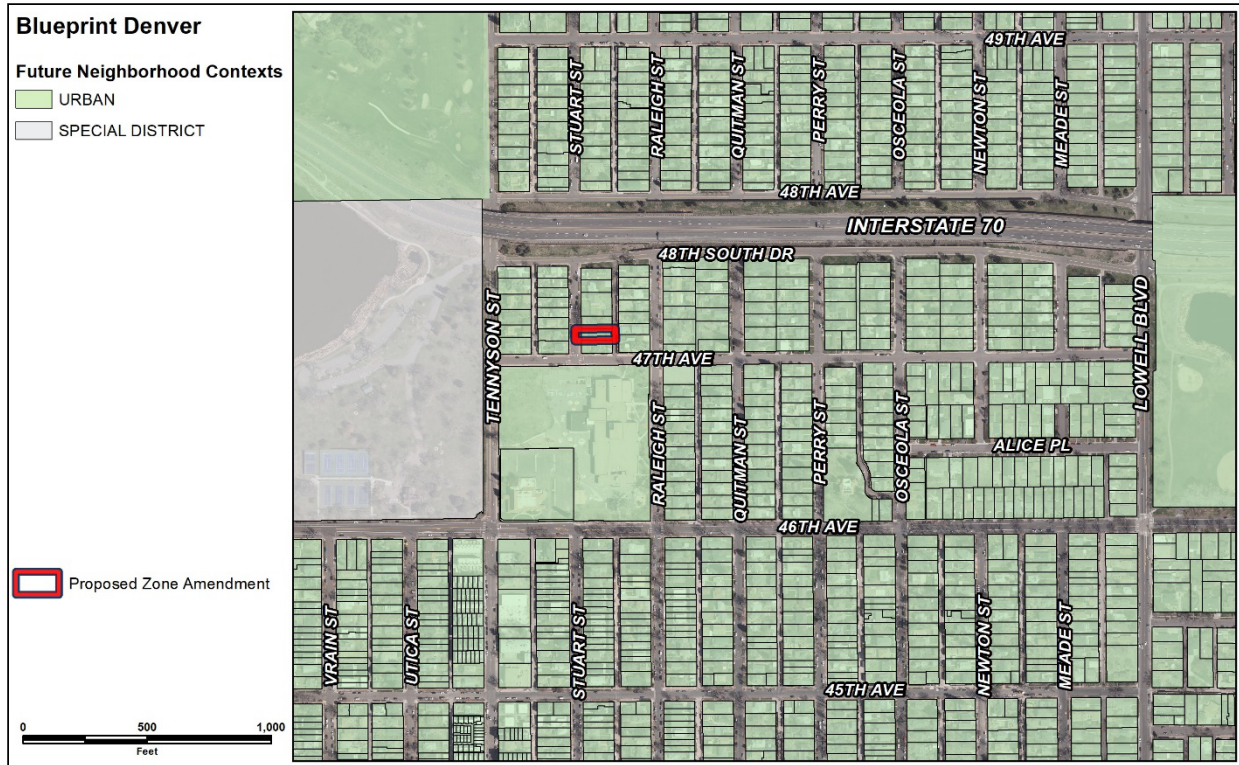 Blueprint Denver
Future Neighborhood Contexts
URBAN
SPECIAL DISTRICT
Proposed Zone Amendment
0 500 1,000
Feet
49TH AVE
STUART ST
RALEIGH ST
QUITMAN ST
PERRY ST
OSCEOLA ST
NEWTON ST
MEADE ST
48TH AVE
INTERSTATE 70
48TH SOUTH DR
TENNYSON ST
LOWELL BLVD
47TH AVE
RALEIGH ST
QUITMAN ST
PERRY ST
OSCEOLA ST
ALICE PL
46TH AVE
VRAIN ST
UTICA ST
STUART ST
NEWTON ST
MEADE ST
45TH AVE